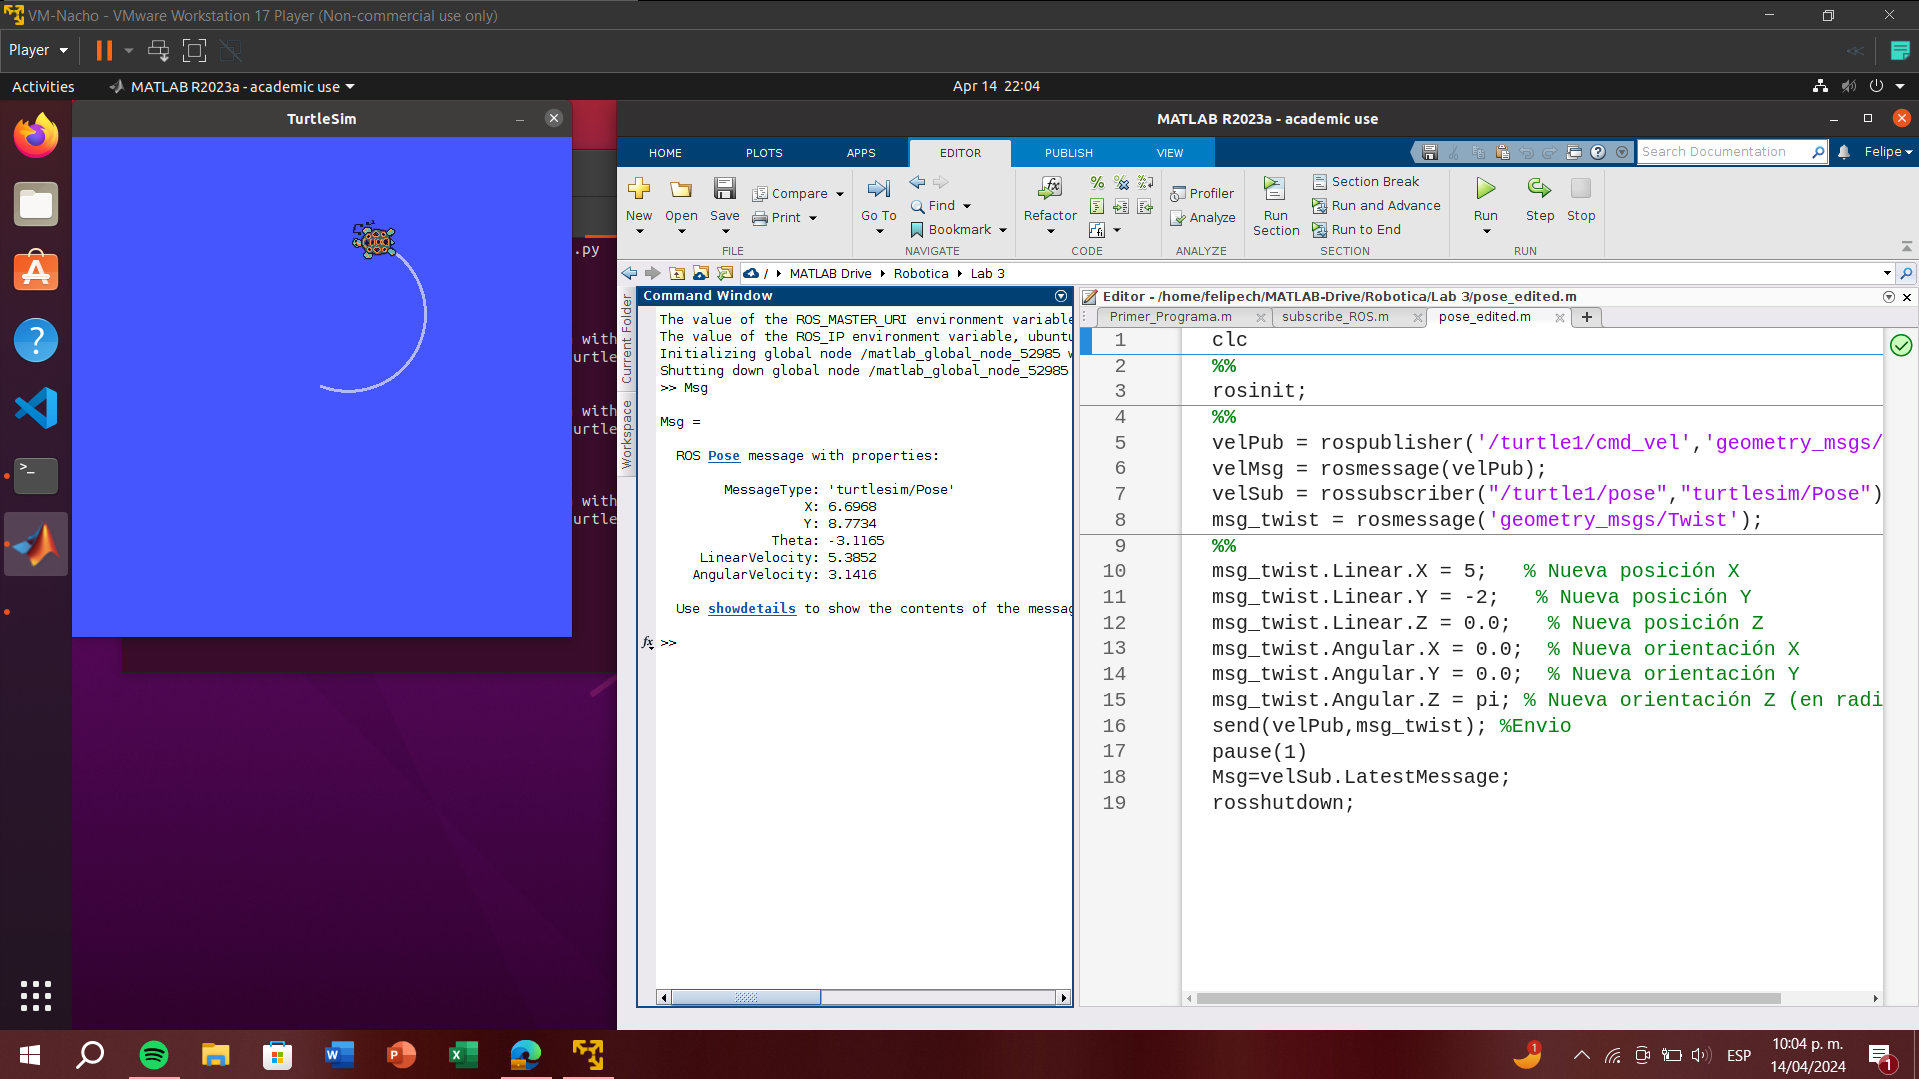 VM-Nacho - VMware Workstation 17 Player (Non-commercial use only)
Player
Activities
MATLAB R2023a - academic use
Apr 14 22:04
TurtleSim
MATLAB R2023a - academic use
HOME
PLOTS
APPS
EDITOR
PUBLISH
VIEW
Search Documentation
Felipe
New
Open
Save
Compare
Print
FILE
Go To
Find
Bookmark
NAVIGATE
Refactor
CODE
Profiler
Analyze
ANALYZE
Run Section
Section Break
Run and Advance
Run to End
SECTION
Run
Step
Stop
RUN
/ MATLAB Drive Robotica Lab 3
.py
with
urtle
with
urtle
with
urtle
Current Folder
Workspace
Command Window
The value of the ROS_MASTER_URI environment variable
The value of the ROS_IP environment variable, ubuntu
Initializing global node /matlab_global_node_52985 w
Shutting down global node /matlab_global_node_52985
>> Msg
Msg =
ROS Pose message with properties:
MessageType: 'turtlesim/Pose'
X: 6.6968
Y: 8.7734
Theta: -3.1165
LinearVelocity: 5.3852
AngularVelocity: 3.1416
Use showdetails to show the contents of the messag
fx >>
Editor - /home/felipech/MATLAB-Drive/Robotica/Lab 3/pose_edited.m
Primer_Programa.m
subscribe_ROS.m
pose_edited.m
1 clc
2 %%
3 rosinit;
4 %%
5 velPub = rospublisher('/turtle1/cmd_vel','geometry_msgs/
6 velMsg = rosmessage(velPub);
7 velSub = rossubscriber("/turtle1/pose","turtlesim/Pose")
8 msg_twist = rosmessage('geometry_msgs/Twist');
9 %%
10 msg_twist.Linear.X = 5; % Nueva posición X
11 msg_twist.Linear.Y = -2; % Nueva posición Y
12 msg_twist.Linear.Z = 0.0; % Nueva posición Z
13 msg_twist.Angular.X = 0.0; % Nueva orientación X
14 msg_twist.Angular.Y = 0.0; % Nueva orientación Y
15 msg_twist.Angular.Z = pi; % Nueva orientación Z (en radi
16 send(velPub,msg_twist); %Envio
17 pause(1)
18 Msg=velSub.LatestMessage;
19 rosshutdown;
1
ESP
10:04 p. m.
14/04/2024
1